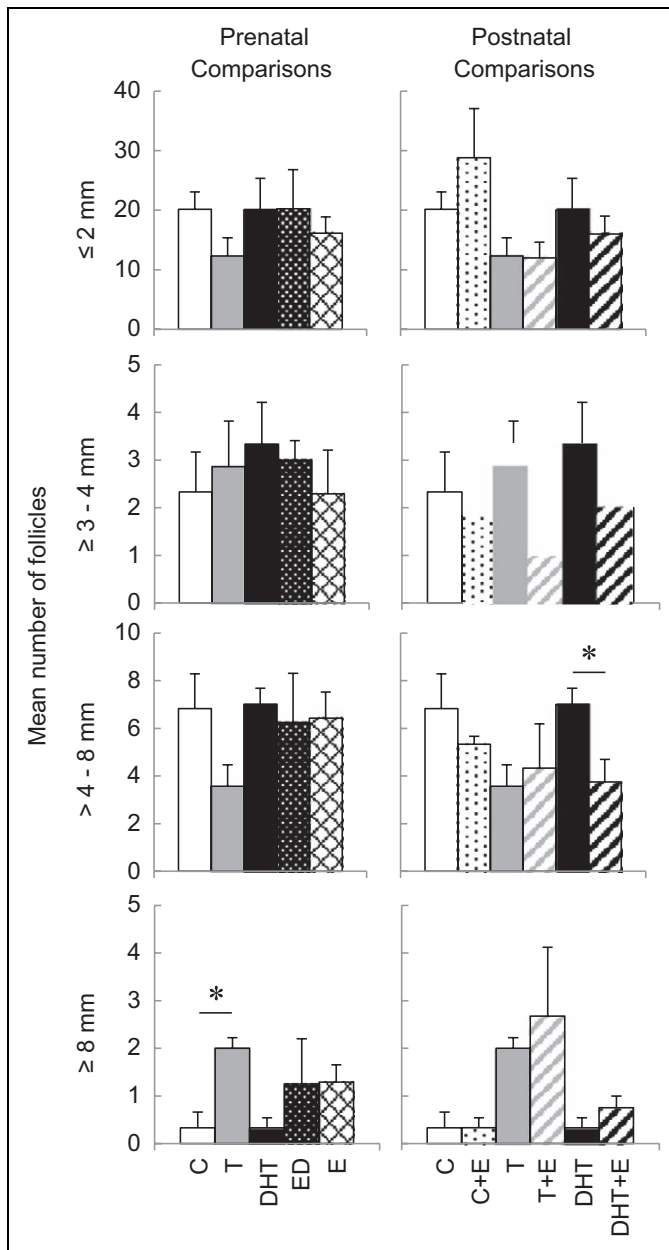 Prenatal
Comparisons
Postnatal
Comparisons
Mean number of follicles
≤ 2 mm
40
30
20
10
0
≥ 3 - 4 mm
5
4
3
2
1
0
> 4 - 8 mm
10
8
6
4
2
0
*
≥ 8 mm
5
4
3
2
1
0
*
C
T
DHT
ED
E
C
C+E
T
T+E
DHT
DHT+E